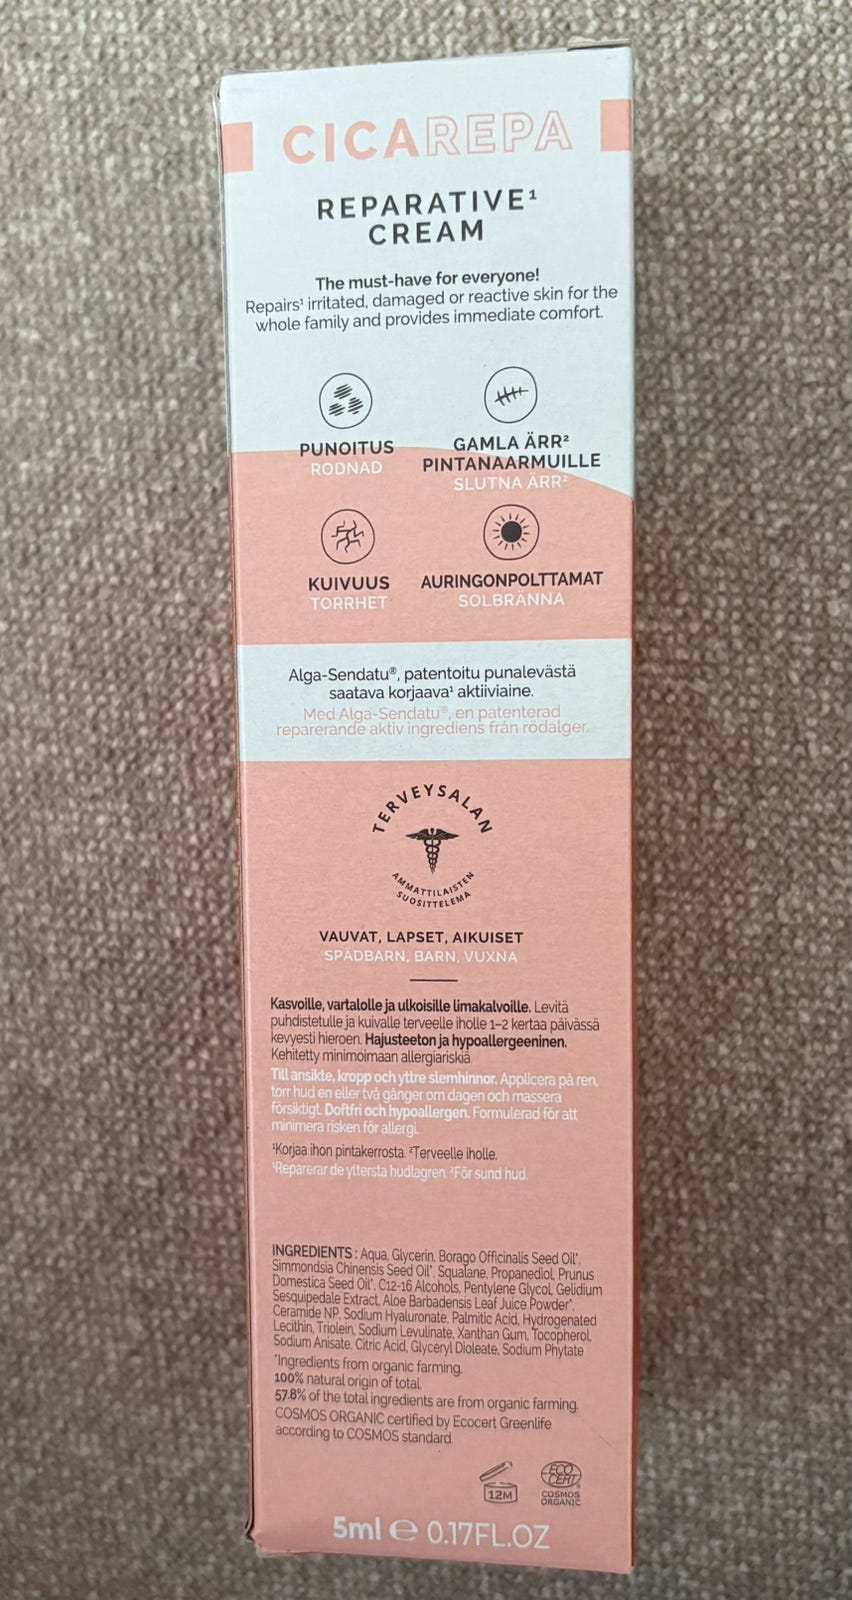 CICAREPA
REPARATIVE¹
CREAM
The must-have for everyone!
Repairs¹ irritated, damaged or reactive skin for the
whole family and provides immediate comfort.
PUNOITUS
RODNAD
GAMLA ÄRR²
PINTANAARMUILLE
SLUTNA ÄRR²
KUIVUUS
TORRHET
AURINGONPOLTTAMAT
SOLBRÄNNA
Alga-Sendatu®, patentoitu punalevästä
saatava korjaava¹ aktiiviaine.
Med Alga-Sendatu®, en patenterad
reparerande aktiv ingrediens från rödalger.
TERVEYSALAN
AMMATTILAISTEN
SUOSITTELEMA
VAUVAT, LAPSET, AIKUISET
SPÄDBARN, BARN, VUXNA
Kasvoille, vartalolle ja ulkoisille limakalvoille. Levitä
puhdistetulle ja kuivalle terveelle iholle 1-2 kertaa päivässä
kevyesti hieroen. Hajusteeton ja hypoallergeeninen.
Kehitetty minimoimaan allergiariskiä.
Till ansikte, kropp och yttre slemhinnor. Applicera på ren,
torr hud en eller två gånger om dagen och massera
försiktigt. Doftfri och hypoallergen. Formulerad för att
minimera risken för allergi.
¹Korjaa ihon pintakerrosta. ²Terveelle iholle.
¹Reparerar de yttersta hudlagren. ²För sund hud.
INGREDIENTS : Aqua, Glycerin, Borago Officinalis Seed Oil*,
Simmondsia Chinensis Seed Oil*, Squalane, Propanediol, Prunus
Domestica Seed Oil*, C12-16 Alcohols, Pentylene Glycol, Gelidium
Sesquipedale Extract, Aloe Barbadensis Leaf Juice Powder*,
Ceramide NP, Sodium Hyaluronate, Palmitic Acid, Hydrogenated
Lecithin, Triolein, Sodium Levulinate, Xanthan Gum, Tocopherol,
Sodium Anisate, Citric Acid, Glyceryl Dioleate, Sodium Phytate
*Ingredients from organic farming.
100% natural origin of total.
57.8% of the total ingredients are from organic farming.
COSMOS ORGANIC certified by Ecocert Greenlife
according to COSMOS standard.
12M
ECO
CERT®
COSMOS
ORGANIC
5ml ℮ 0.17FL.OZ